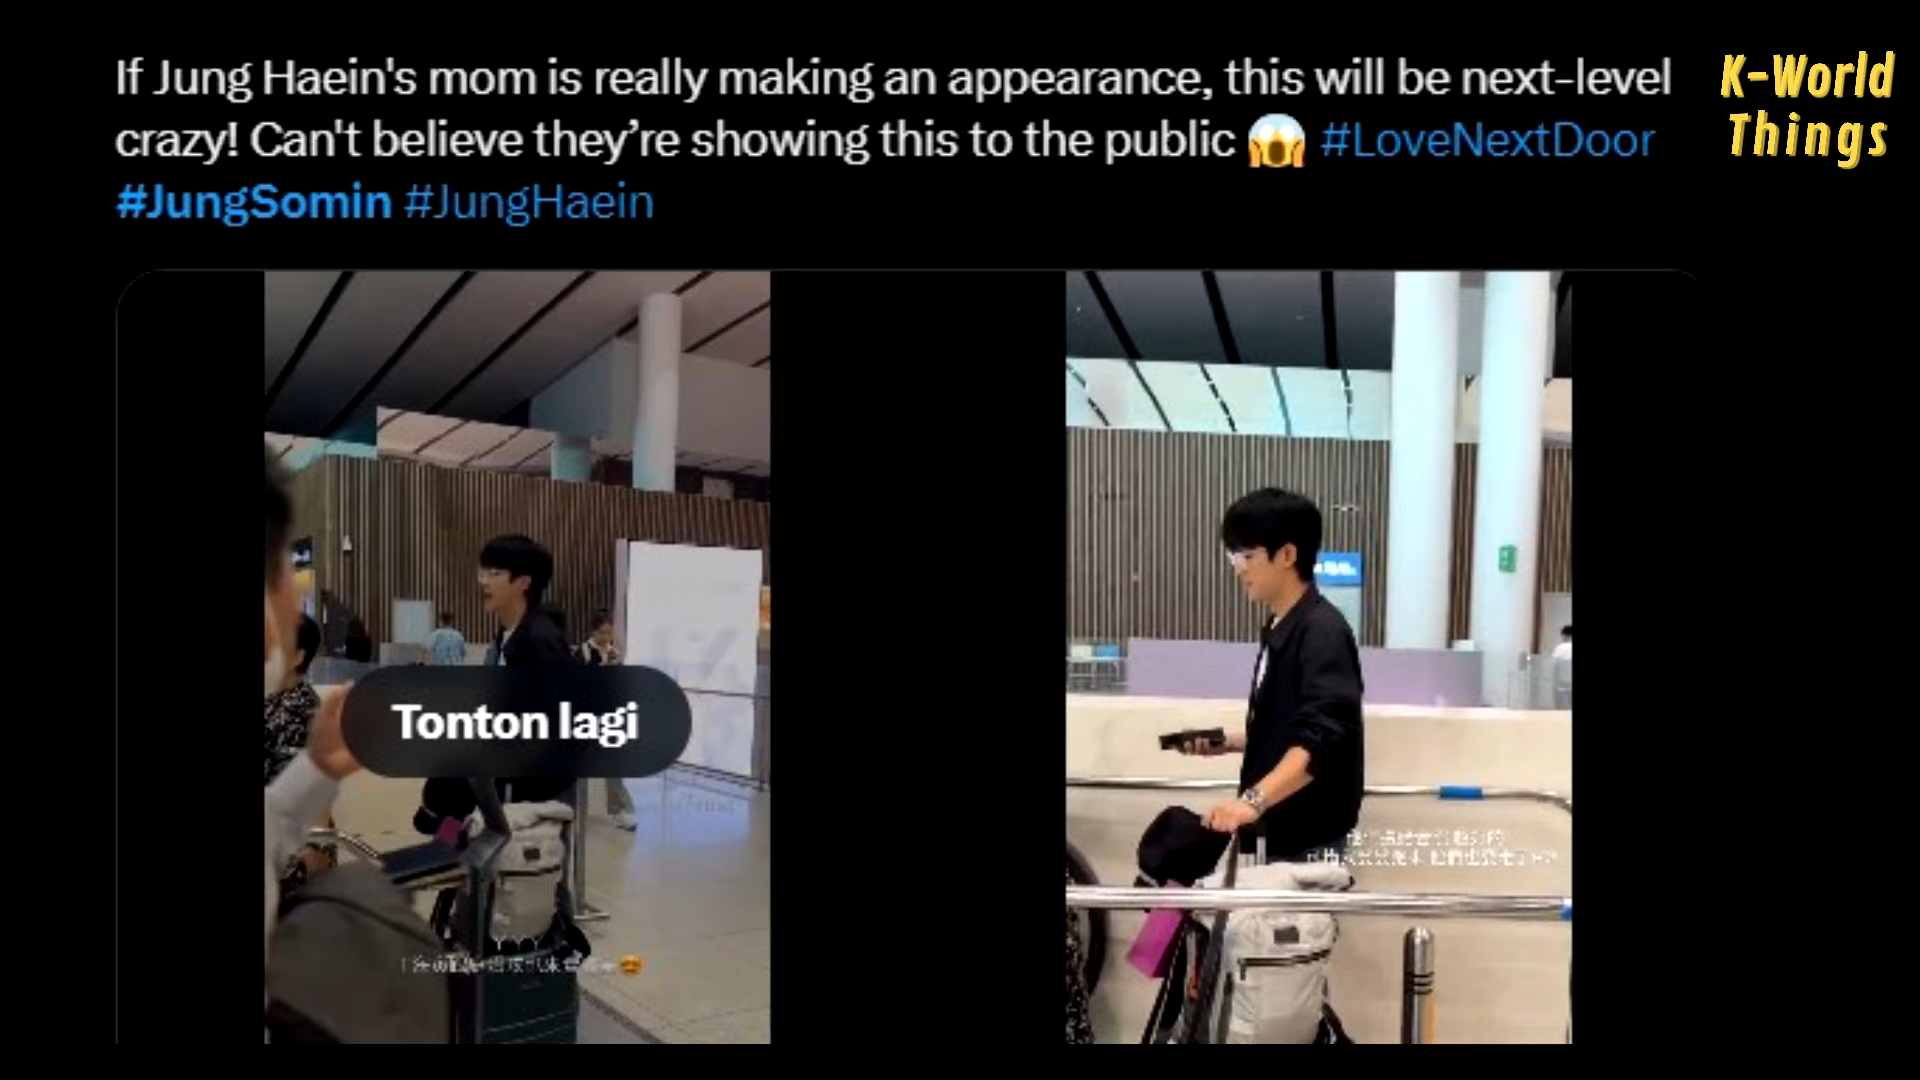 If Jung Haein's mom is really making an appearance, this will be next-level
crazy! Can't believe they’re showing this to the public 😱 #LoveNextDoor
#JungSomin #JungHaein
K-World
Things
Tonton lagi